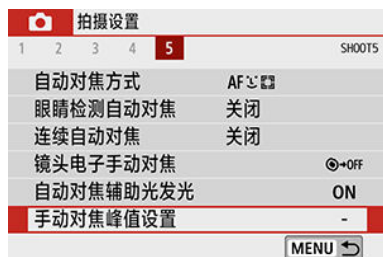 拍摄设置
1 2 3 4 5 SHOOT5
自动对焦方式 AF
眼睛检测自动对焦 关闭
连续自动对焦 关闭
镜头电子手动对焦 →OFF
自动对焦辅助光发光 ON
手动对焦峰值设置 -
MENU